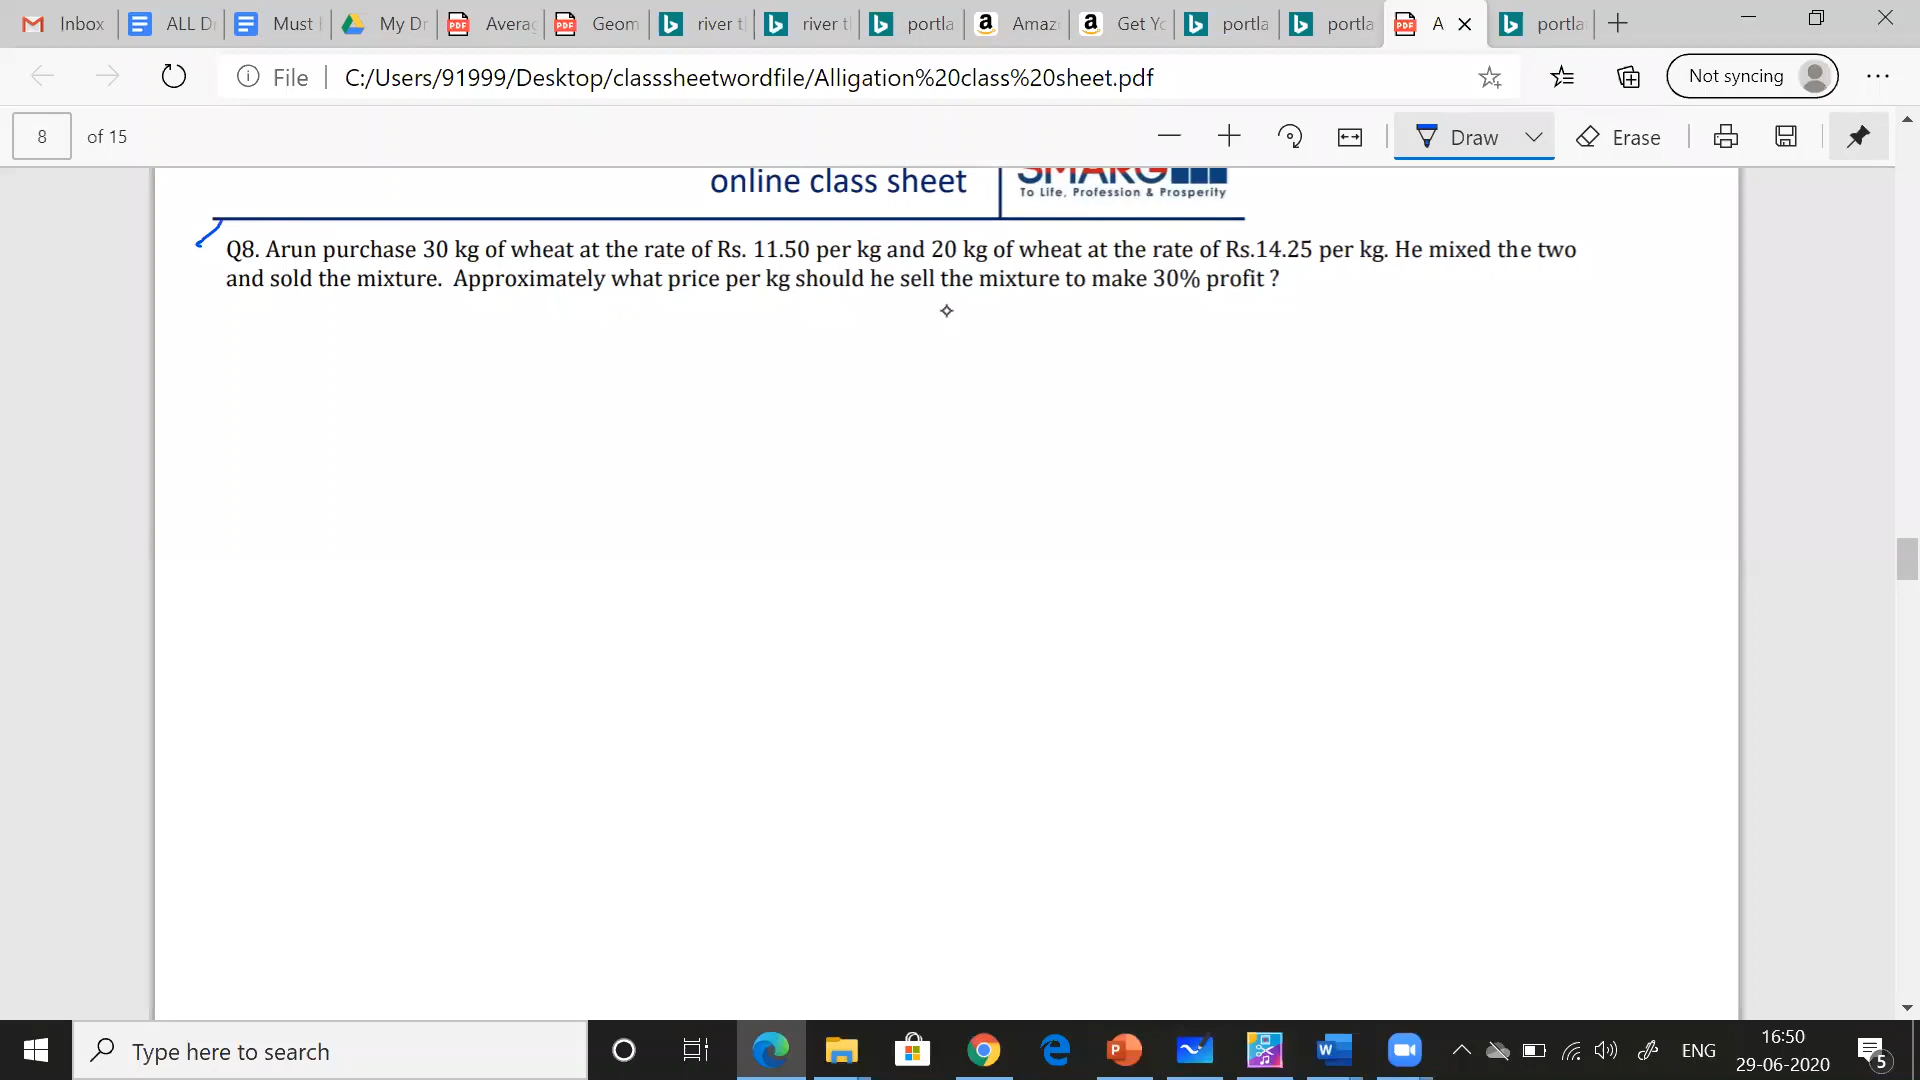 Inbox ALL D Must My Dr Averag Geom river t river t portla Amaz Get Yo portla portla A portla
File C:/Users/91999/Desktop/classsheetwordfile/Alligation%20class%20sheet.pdf Not syncing
8 of 15 Draw Erase
online class sheet
To Life, Profession & Prosperity
Q8. Arun purchase 30 kg of wheat at the rate of Rs. 11.50 per kg and 20 kg of wheat at the rate of Rs.14.25 per kg. He mixed the two
and sold the mixture. Approximately what price per kg should he sell the mixture to make 30% profit ?
Type here to search
ENG
16:50
29-06-2020
5